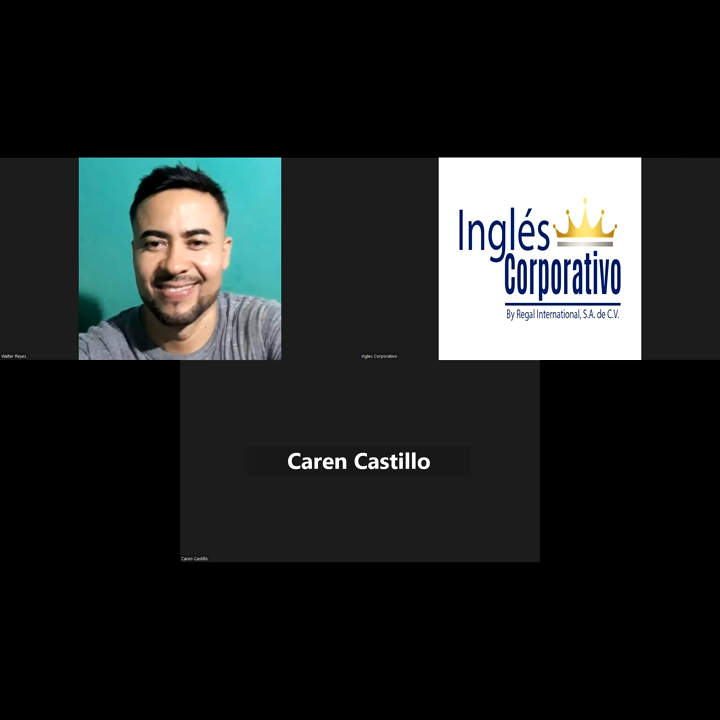 Inglés
Corporativo
By Regal International, S.A. de C.V.
Walter Reyes
Ingles Corporativo
Caren Castillo
Caren Castillo